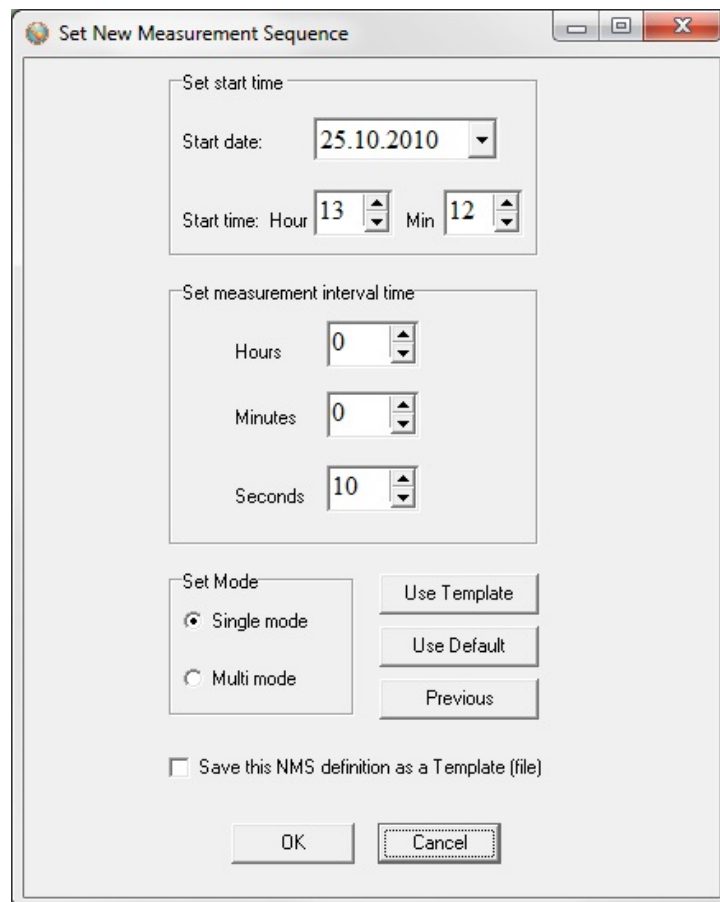 Set New Measurement Sequence
Set start time
Start date: 25.10.2010
Start time: Hour 13 Min 12
Set measurement interval time
Hours 0
Minutes 0
Seconds 10
Set Mode
Single mode
Multi mode
Use Template
Use Default
Previous
Save this NMS definition as a Template (file)
OK Cancel